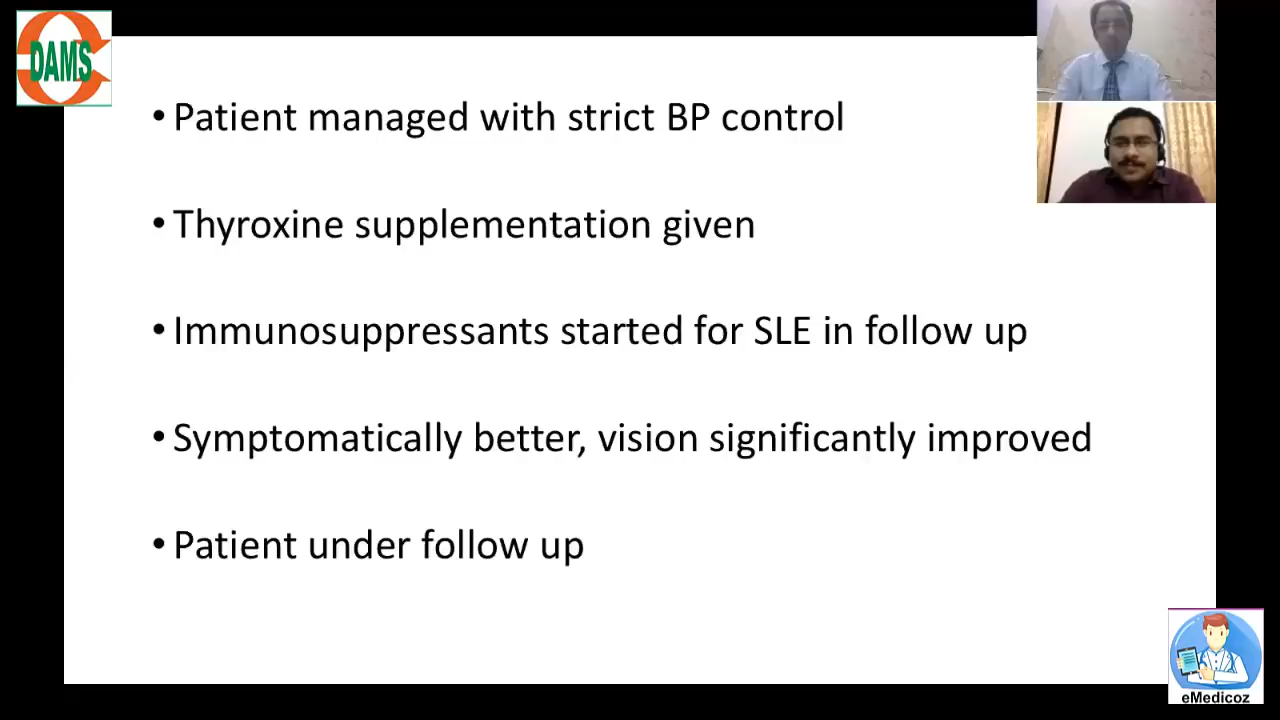 DAMS
• Patient managed with strict BP control
• Thyroxine supplementation given
• Immunosuppressants started for SLE in follow up
• Symptomatically better, vision significantly improved
• Patient under follow up
eMedicoz